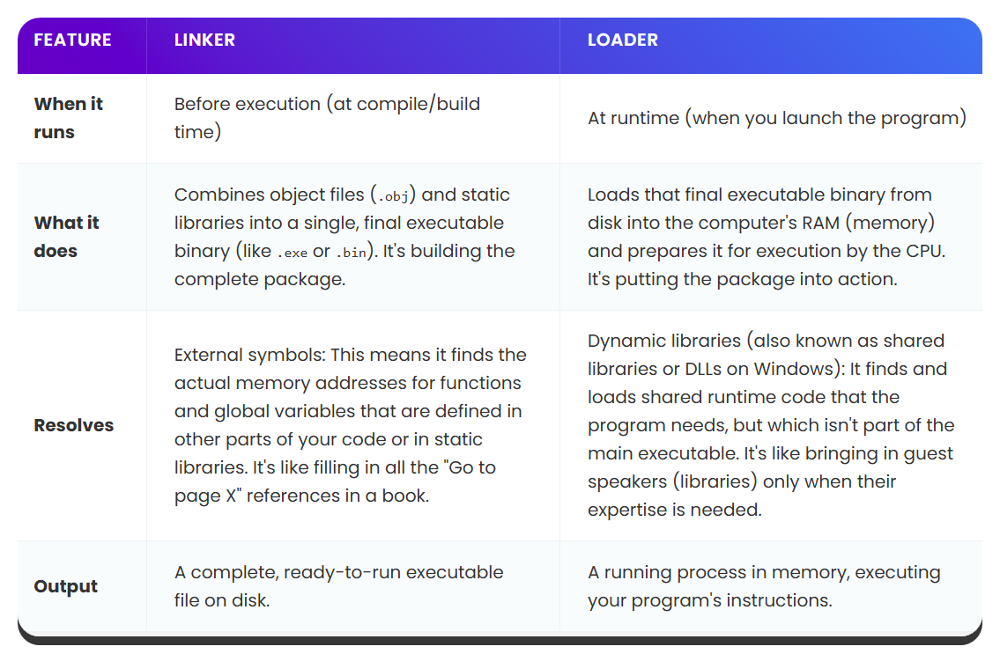 FEATURE LINKER LOADER
When it
runs
Before execution (at compile/build
time)
At runtime (when you launch the program)
What it
does
Combines object files (.obj) and static
libraries into a single, final executable
binary (like .exe or .bin). It's building the
complete package.
Loads that final executable binary from
disk into the computer's RAM (memory)
and prepares it for execution by the CPU.
It's putting the package into action.
Resolves
External symbols: This means it finds the
actual memory addresses for functions
and global variables that are defined in
other parts of your code or in static
libraries. It's like filling in all the "Go to
page X" references in a book.
Dynamic libraries (also known as shared
libraries or DLLs on Windows): It finds and
loads shared runtime code that the
program needs, but which isn't part of the
main executable. It's like bringing in guest
speakers (libraries) only when their
expertise is needed.
Output
A complete, ready-to-run executable
file on disk.
A running process in memory, executing
your program's instructions.